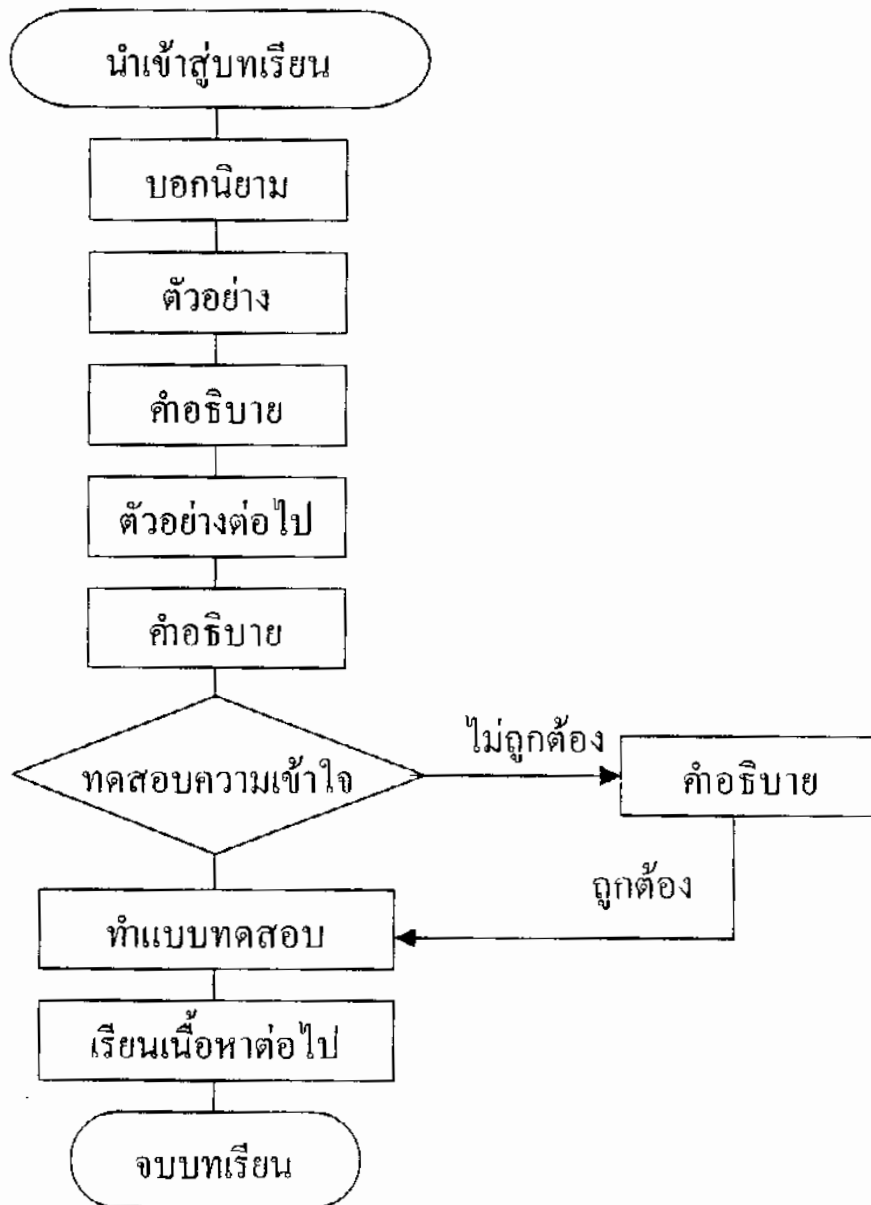 นำเข้าสู่บทเรียน
บอกนิยาม
ตัวอย่าง
คำอธิบาย
ตัวอย่างต่อไป
คำอธิบาย
ทดสอบความเข้าใจ
ไม่ถูกต้อง
คำอธิบาย
ถูกต้อง
ทำแบบทดสอบ
เรียนเนื้อหาต่อไป
จบบทเรียน